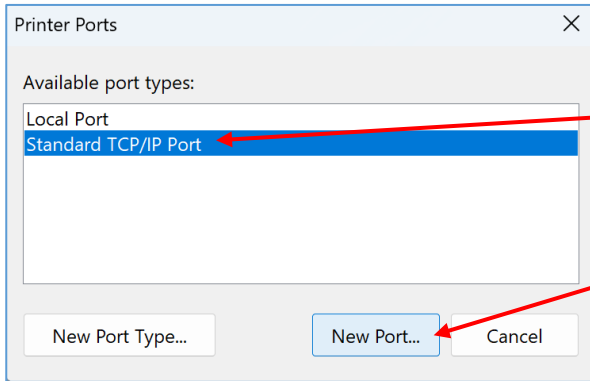 Printer Ports
Available port types:
Local Port
Standard TCP/IP Port
New Port Type...
New Port...
Cancel